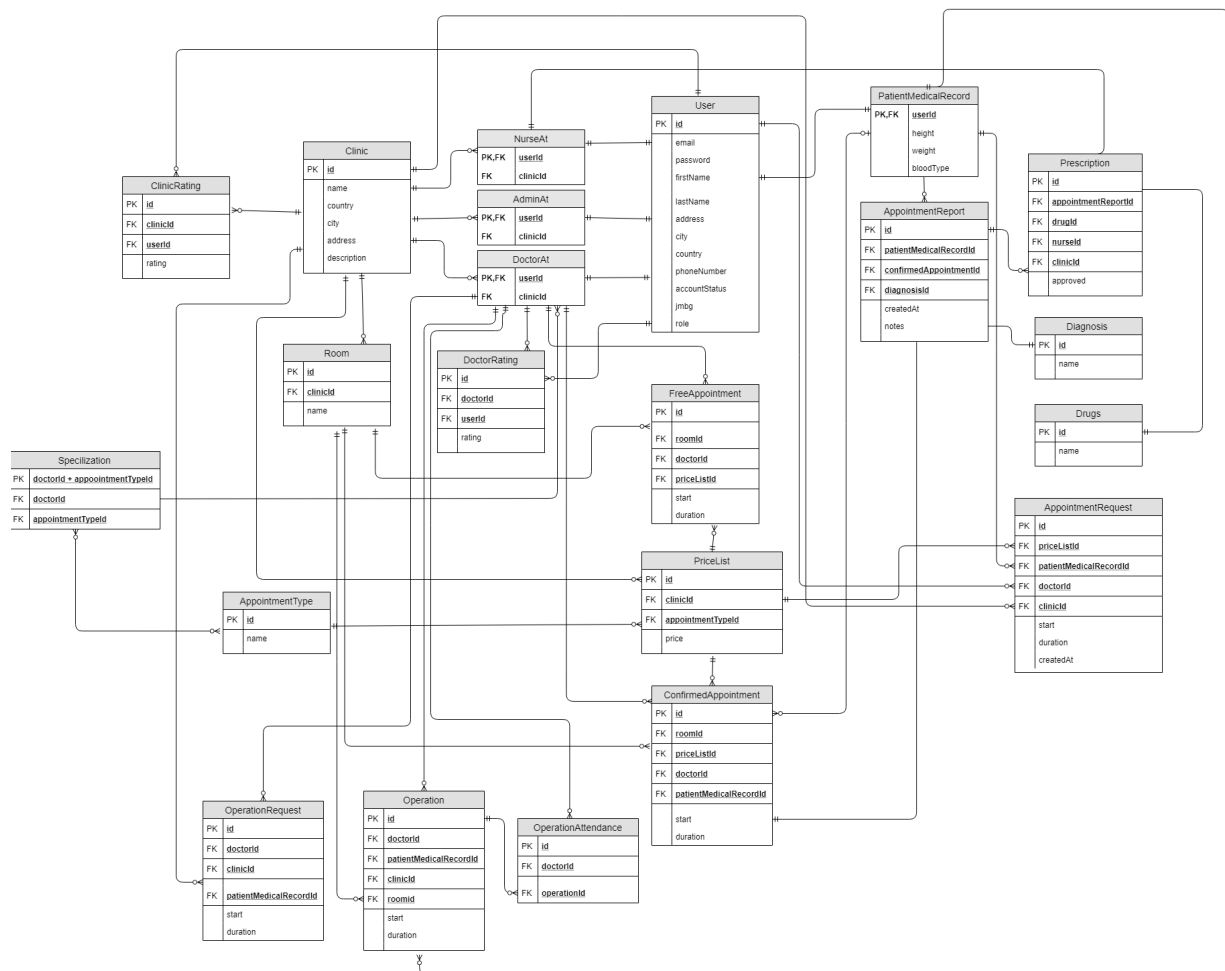 User
PK id
email
password
firstName
lastName
address
city
country
phoneNumber
accountStatus
jmbg
role
PatientMedicalRecord
PK,FK userId
height
weight
bloodType
NurseAt
PK,FK userId
FK clinicId
Clinic
PK id
name
country
city
address
description
Prescription
PK id
FK appointmentReportId
FK drugId
FK nurseId
FK clinicId
approved
ClinicRating
PK id
FK clinicId
FK userId
rating
AdminAt
PK,FK userId
FK clinicId
AppointmentReport
PK id
FK patientMedicalRecordId
FK confirmedAppointmentId
FK diagnosisId
createdAt
notes
DoctorAt
PK,FK userId
FK clinicId
Diagnosis
PK id
name
Room
PK id
FK clinicId
name
DoctorRating
PK id
FK doctorId
FK userId
rating
FreeAppointment
PK id
FK roomId
FK doctorId
FK priceListId
start
duration
Drugs
PK id
name
Specilization
PK doctorId + appoointmentTypeId
FK doctorId
FK appointmentTypeId
AppointmentRequest
PK id
FK priceListId
FK patientMedicalRecordId
FK doctorId
FK clinicId
start
duration
createdAt
PriceList
PK id
FK clinicId
FK appointmentTypeId
price
AppointmentType
PK id
name
ConfirmedAppointment
PK id
FK roomId
FK priceListId
FK doctorId
FK patientMedicalRecordId
start
duration
OperationRequest
PK id
FK doctorId
FK clinicId
FK patientMedicalRecordId
start
duration
Operation
PK id
FK doctorId
FK patientMedicalRecordId
FK clinicId
FK roomid
start
duration
OperationAttendance
PK id
FK doctorId
FK operationId